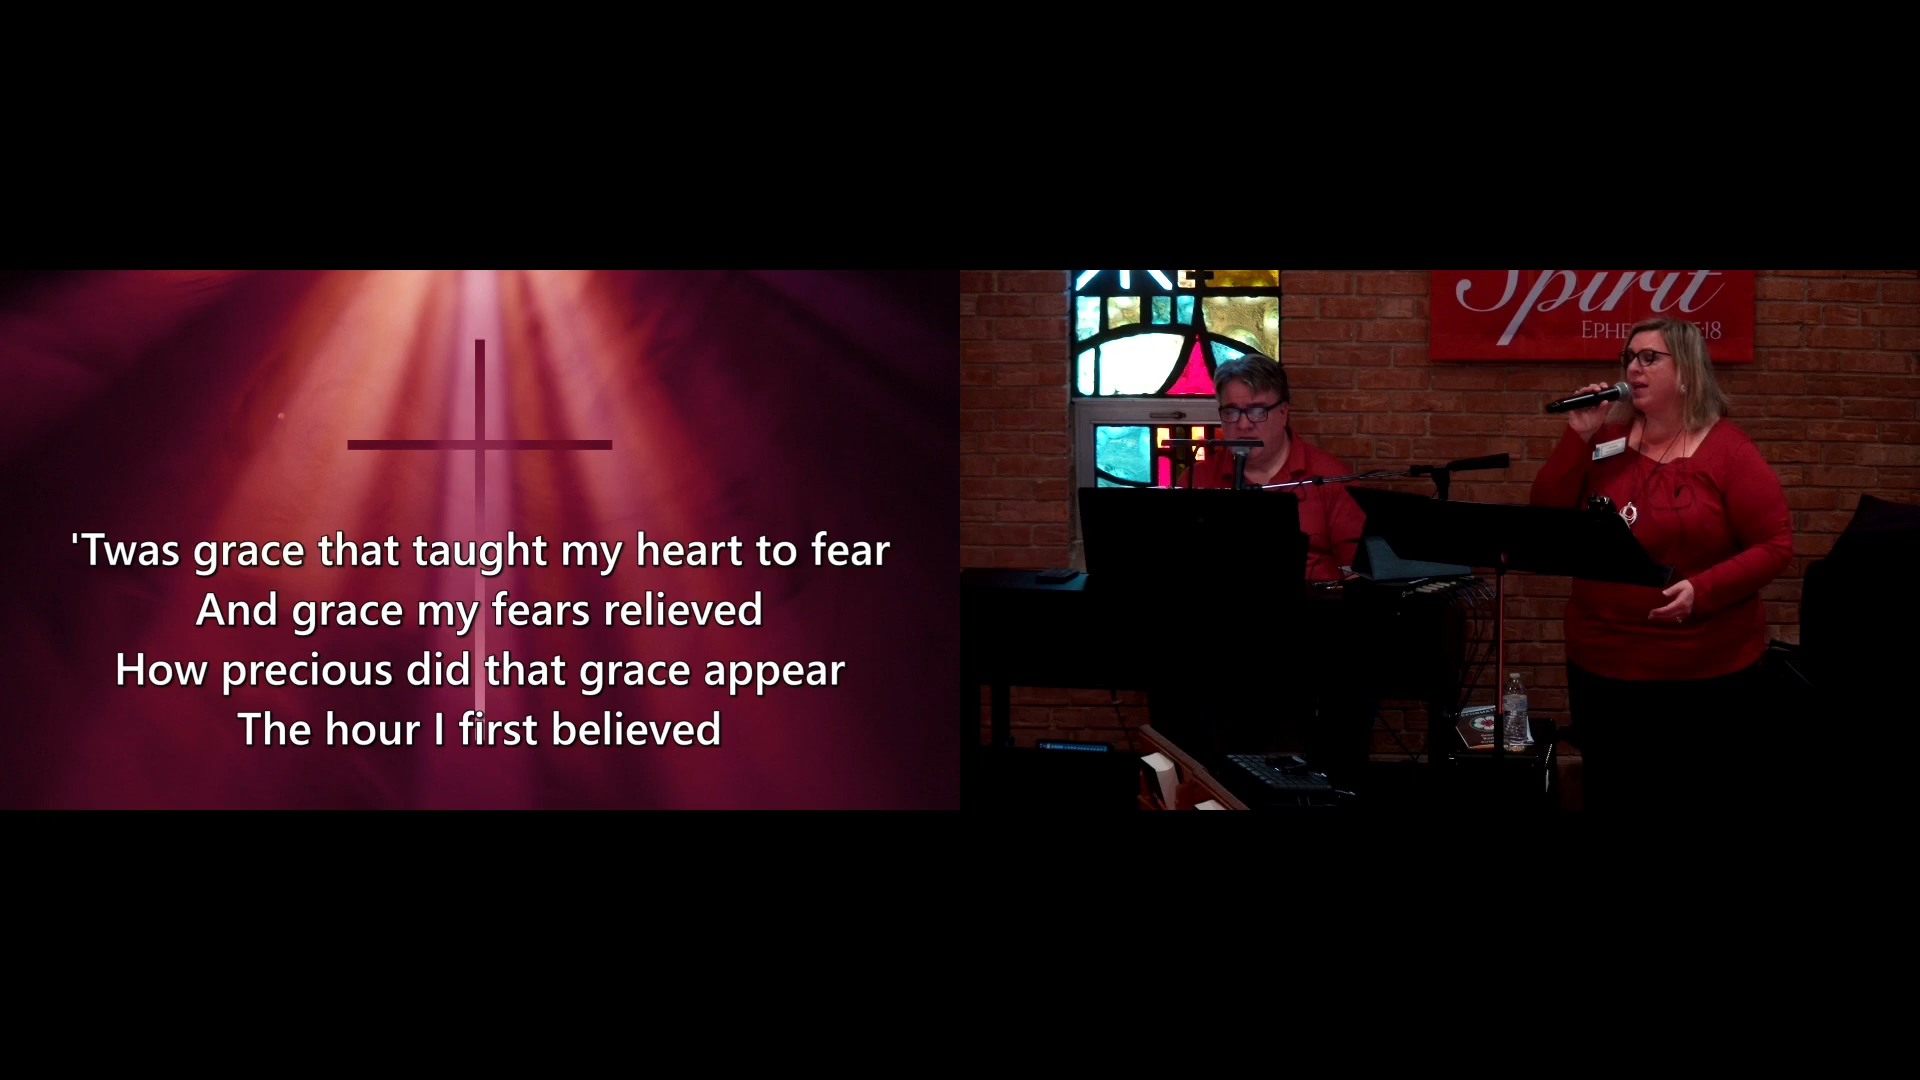 'Twas grace that taught my heart to fear
And grace my fears relieved
How precious did that grace appear
The hour I first believed
Spirit